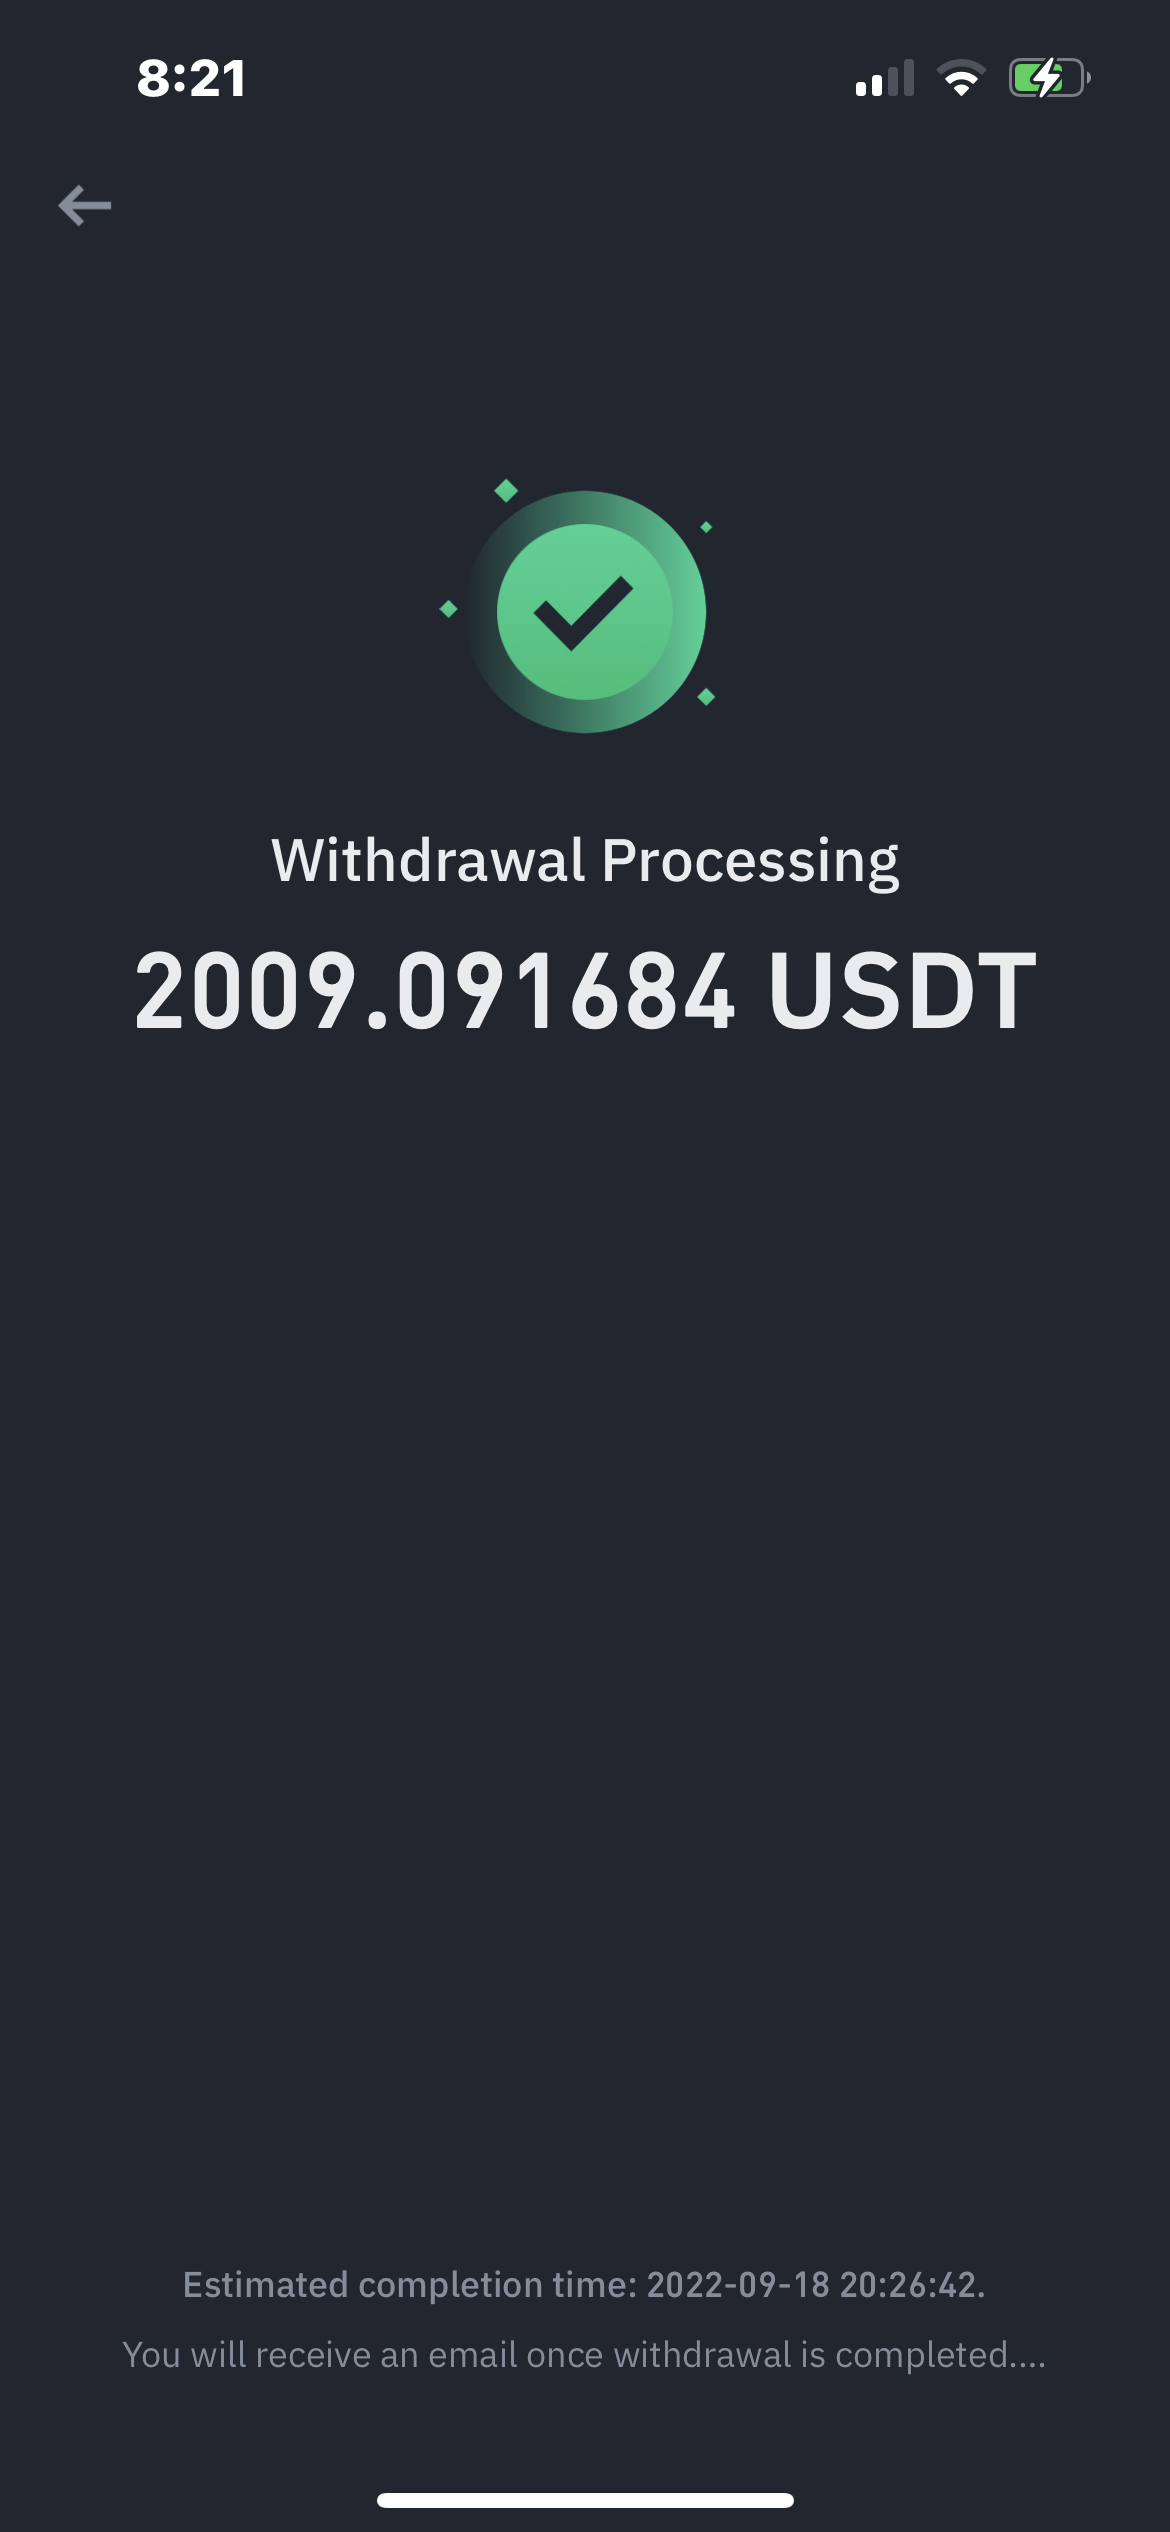 8:21
Withdrawal Processing
2009.091684 USDT
Estimated completion time: 2022-09-18 20:26:42.
You will receive an email once withdrawal is completed....